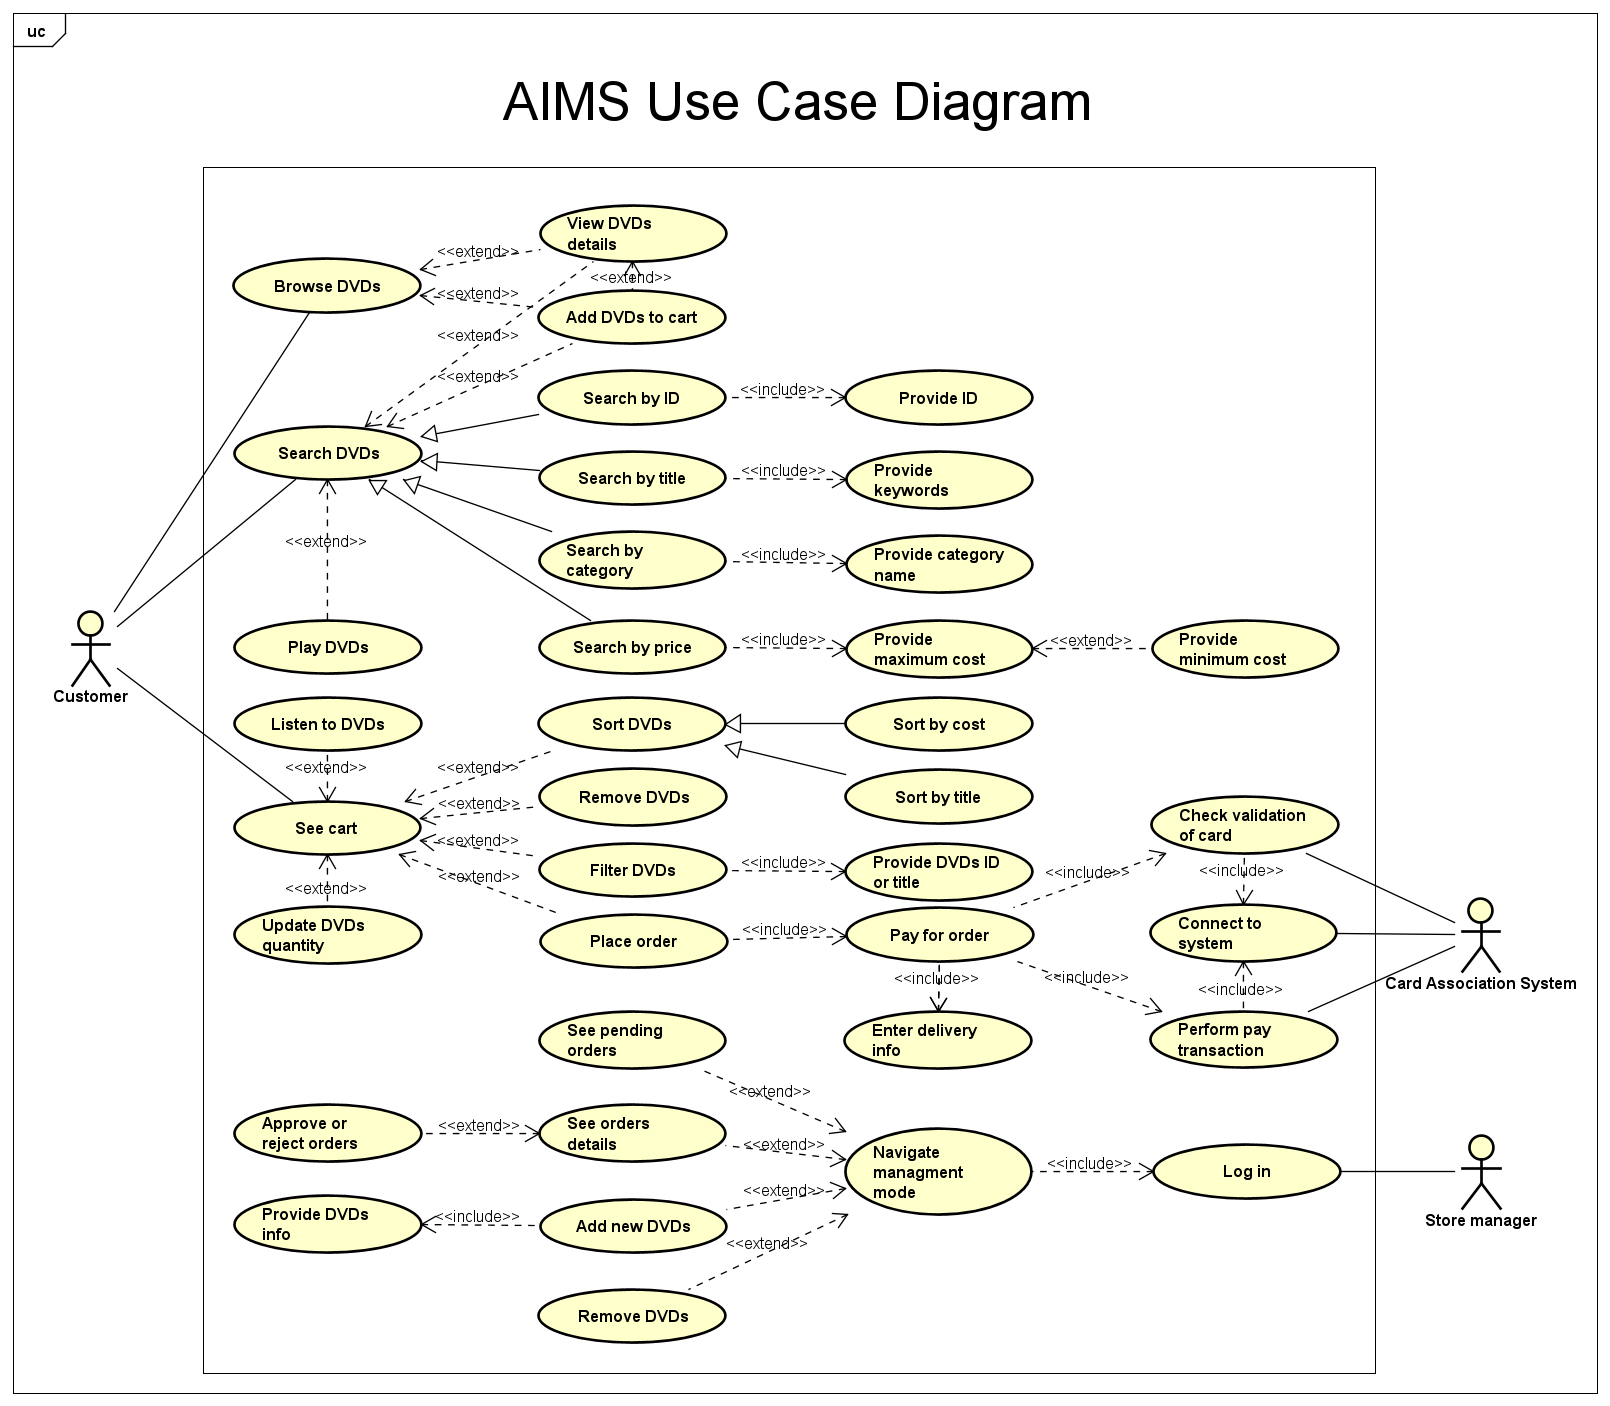 uc
AIMS Use Case Diagram
View DVDs
details
<<extend>>
Browse DVDs
<<extend>>
<<extend>>
Add DVDs to cart
<<extend>>
<<extend>>
Search by ID
<<include>>
Provide ID
Search DVDs
Search by title
<<include>>
Provide
keywords
<<extend>>
Search by
category
<<include>>
Provide category
name
Play DVDs
Search by price
<<include>>
Provide
maximum cost
<<extend>>
Provide
minimum cost
Customer
Listen to DVDs
Sort DVDs
Sort by cost
<<extend>>
<<extend>>
Remove DVDs
Sort by title
<<extend>>
See cart
<<extend>>
Check validation
of card
Filter DVDs
<<include>>
Provide DVDs ID
or title
<<include>>
<<include>>
<<extend>>
<<extend>>
Update DVDs
quantity
Place order
<<include>>
Pay for order
Connect to
system
Card Association System
<<include>>
<<include>>
<<include>>
See pending
orders
Enter delivery
info
Perform pay
transaction
<<extend>>
Approve or
reject orders
<<extend>>
See orders
details
<<extend>>
Navigate
managment
mode
<<include>>
Log in
Store manager
<<extend>>
Provide DVDs
info
<<include>>
Add new DVDs
<<extend>>
Remove DVDs